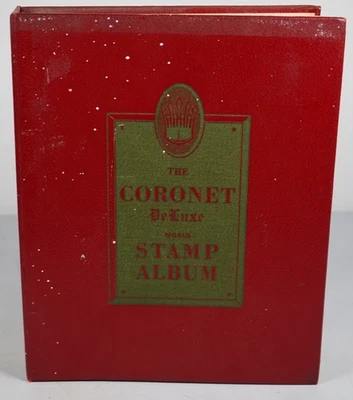 THE
CORONET
DeLuxe
WORLD
STAMP
ALBUM